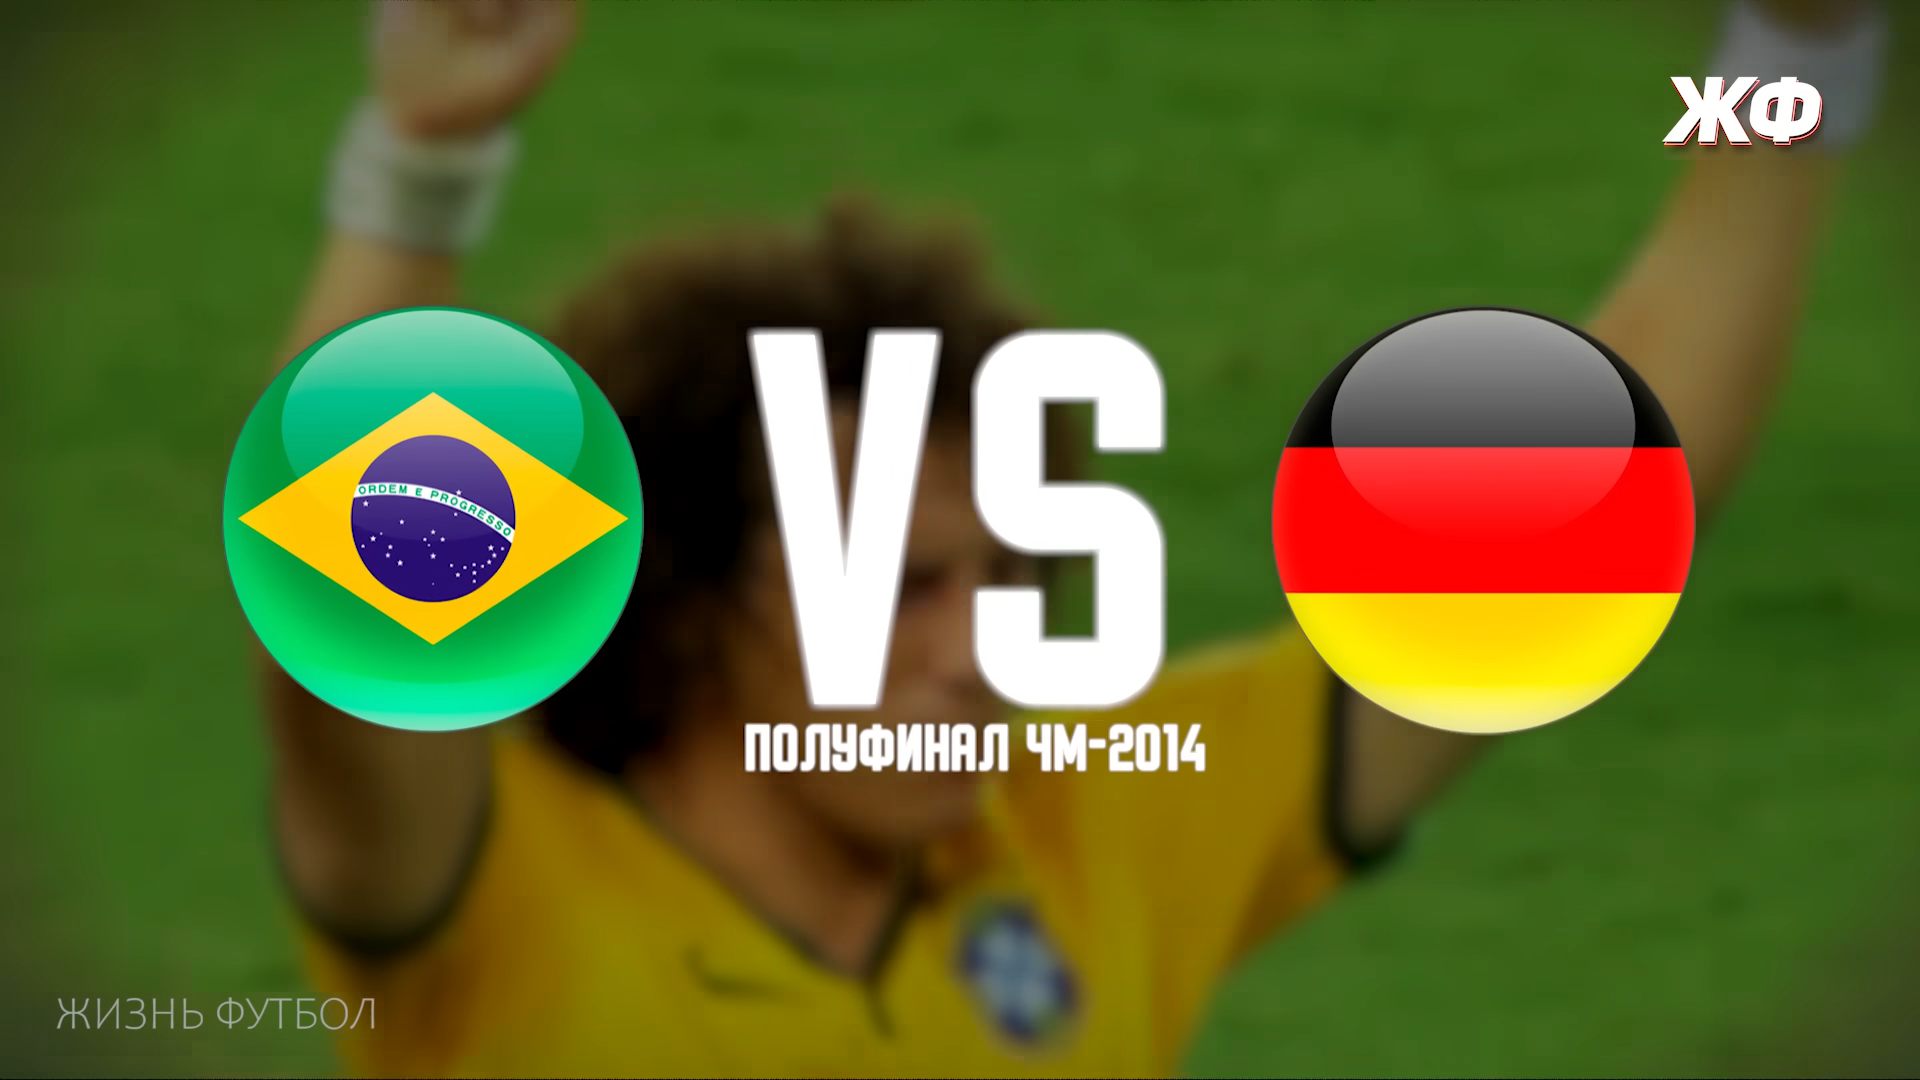 ЖФ
ORDEM E PROGRESSO
VS
ПОЛУФИНАЛ ЧМ-2014
ЖИЗНЬ ФУТБОЛ